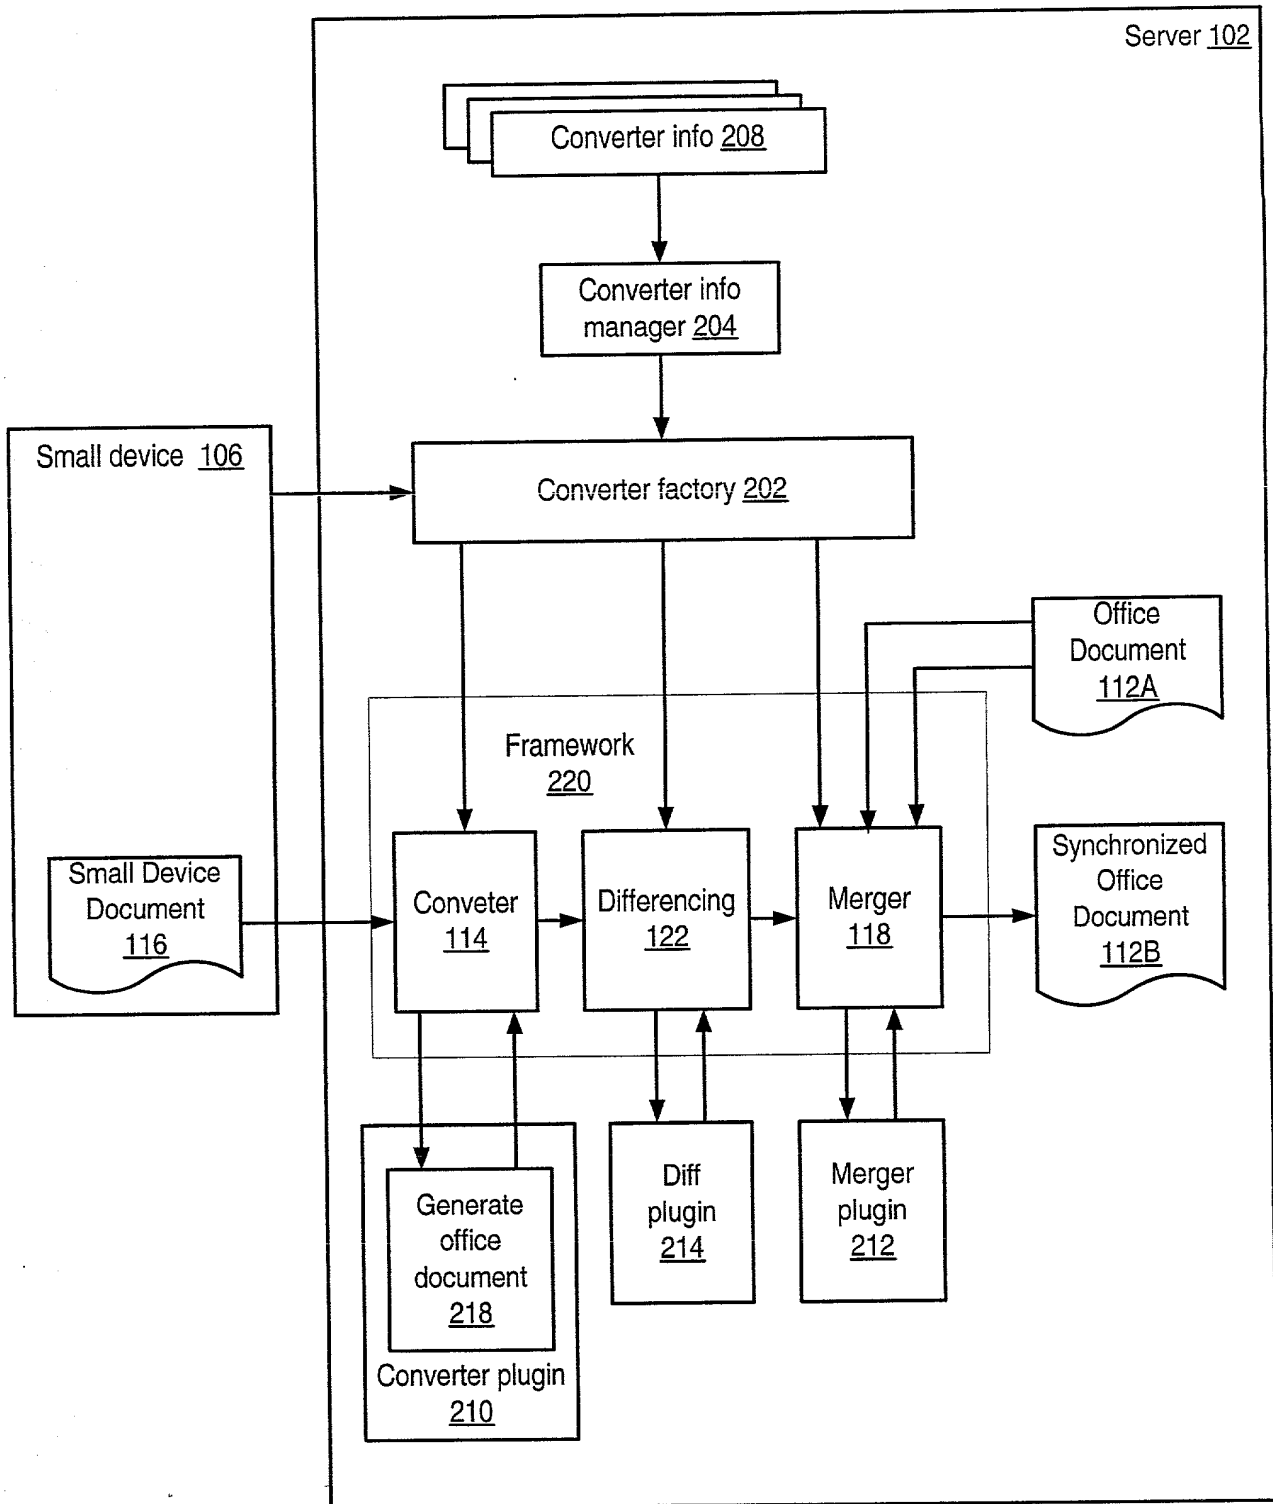 Server 102
Converter info 208
Converter info
manager 204
Small device 106
Converter factory 202
Office
Document
112A
Framework
220
Small Device
Document
116
Conveter
114
Differencing
122
Merger
118
Synchronized
Office
Document
112B
Generate
office
document
218
Converter plugin
210
Diff
plugin
214
Merger
plugin
212